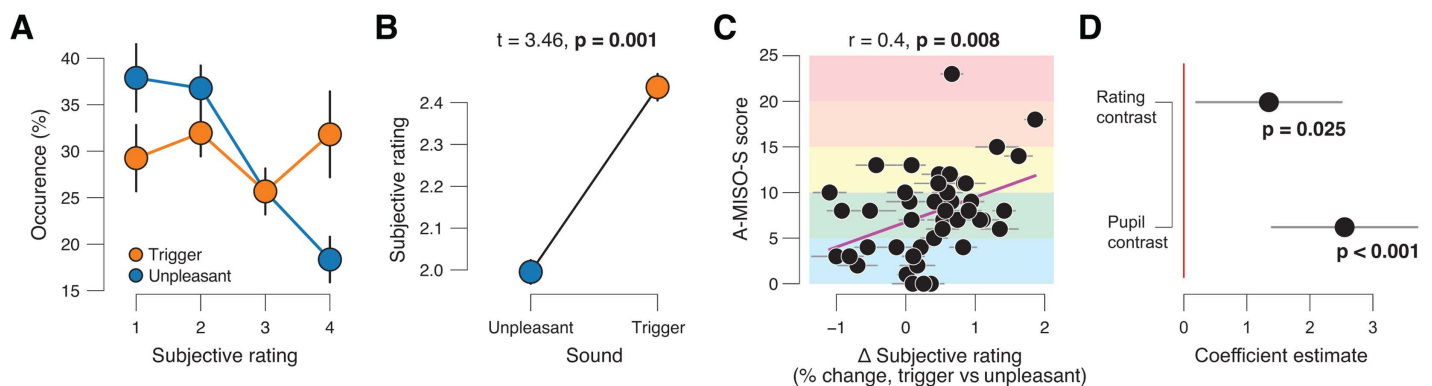 A
40
35
30
25
20
15
Occurence (%)
Trigger
Unpleasant
1 2 3 4
Subjective rating
B
t = 3.46, p = 0.001
2.4
2.3
2.2
2.1
2.0
Subjective rating
Unpleasant Trigger
Sound
C
r = 0.4, p = 0.008
25
20
15
10
5
0
A-MISO-S score
−1 0 1 2
Δ Subjective rating
(% change, trigger vs unpleasant)
D
Rating
contrast
p = 0.025
Pupil
contrast
p < 0.001
0 1 2 3
Coefficient estimate